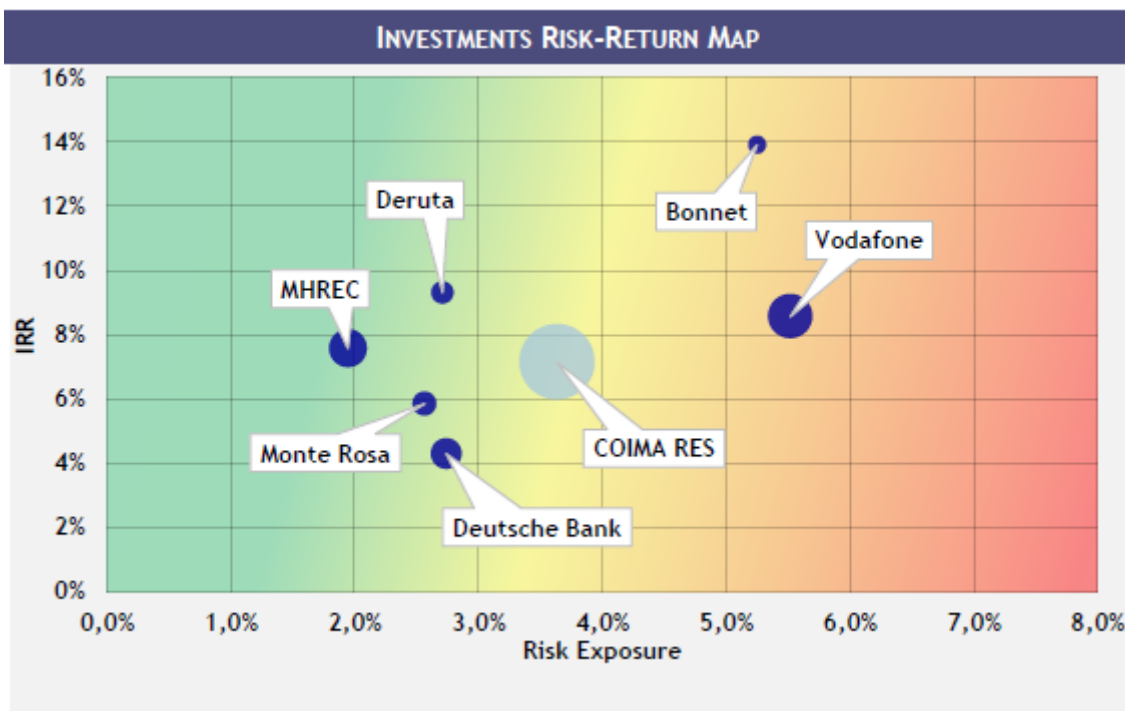 INVESTMENTS RISK-RETURN MAP
16%
14%
12%
10%
8%
6%
4%
2%
0%
IRR
Deruta
Bonnet
Vodafone
MHREC
Monte Rosa
COIMA RES
Deutsche Bank
0,0% 1,0% 2,0% 3,0% 4,0% 5,0% 6,0% 7,0% 8,0%
Risk Exposure